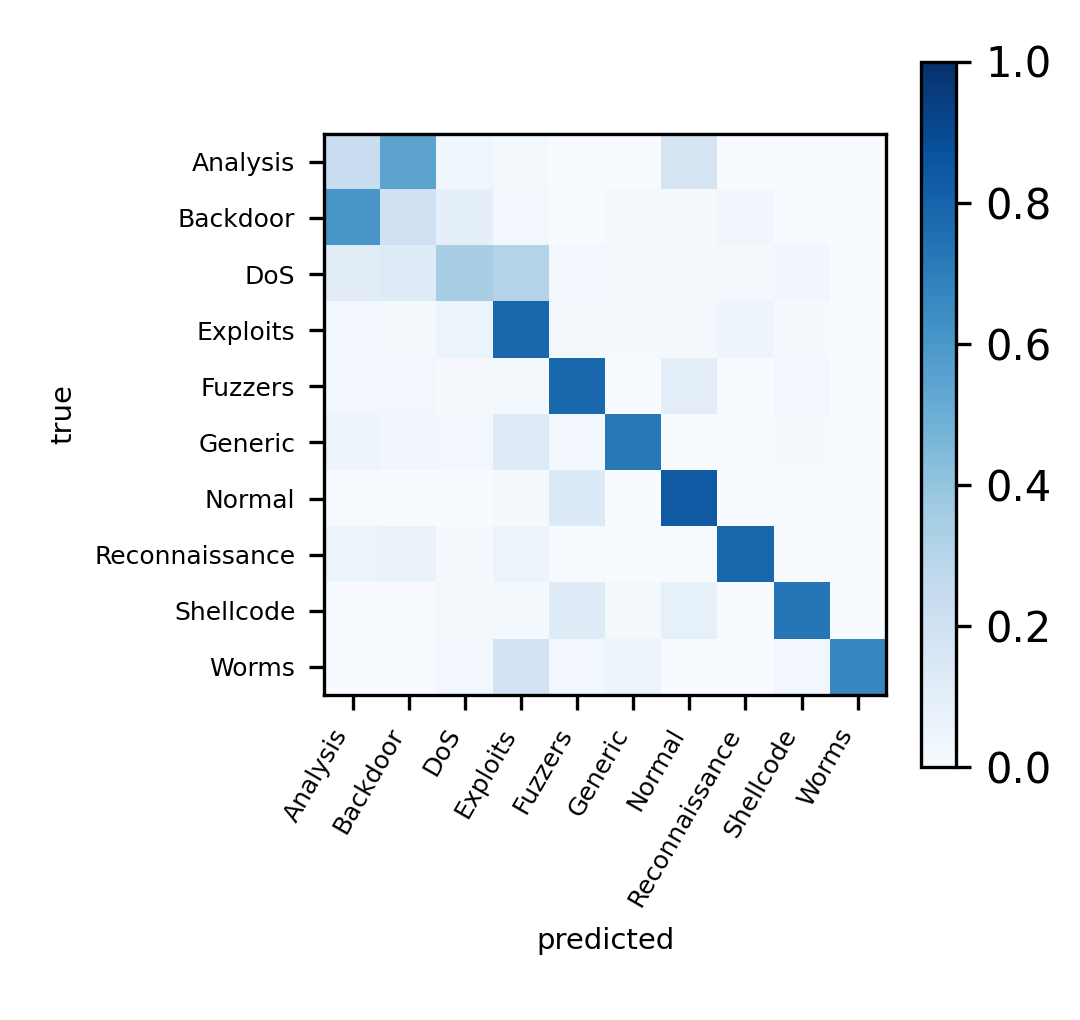 1.0
0.8
0.6
0.4
0.2
0.0
Analysis
Backdoor
DoS
Exploits
Fuzzers
Generic
Normal
Reconnaissance
Shellcode
Worms
true
Analysis
Backdoor
DoS
Exploits
Fuzzers
Generic
Normal
Reconnaissance
Shellcode
Worms
predicted